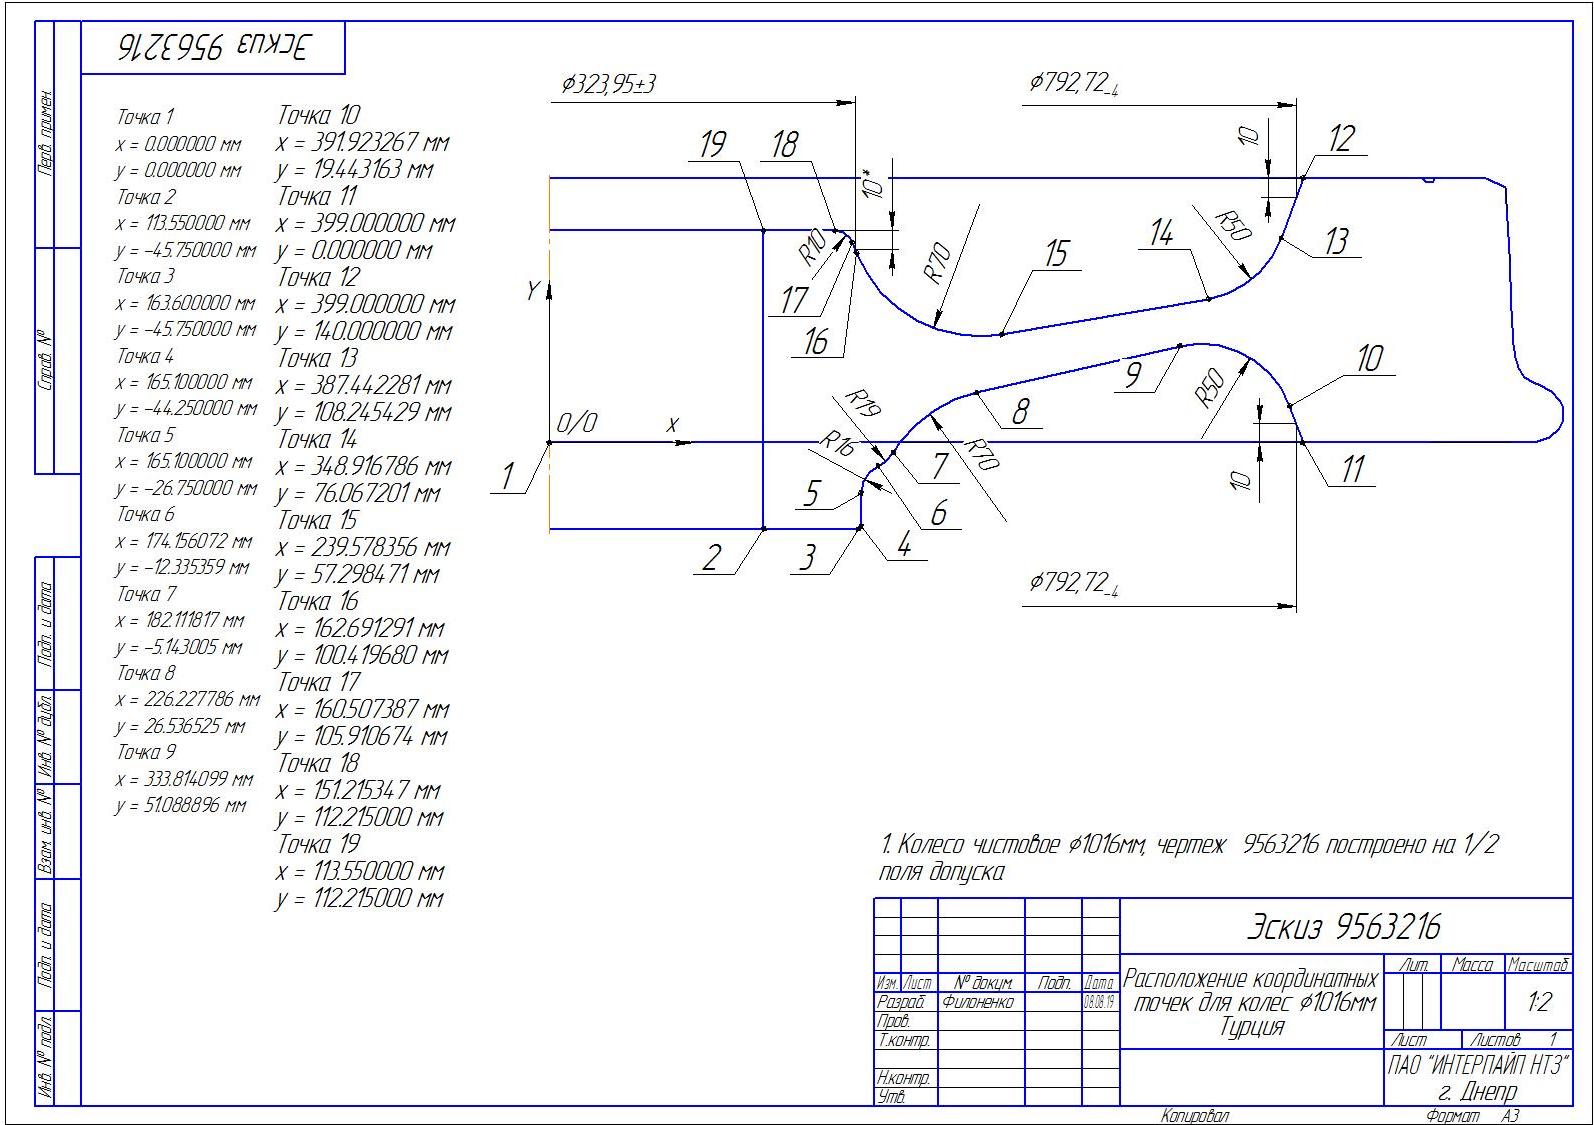 Эскиз 9563216
Перв. примен.
Справ. №
Подп. и дата
Инв. № дубл.
Взам. инв. №
Подп. и дата
Инв. № подл.
Точка 1
x = 0.000000 мм
y = 0.000000 мм
Точка 2
x = 113.550000 мм
y = -45.750000 мм
Точка 3
x = 163.600000 мм
y = -45.750000 мм
Точка 4
x = 165.100000 мм
y = -44.250000 мм
Точка 5
x = 165.100000 мм
y = -26.750000 мм
Точка 6
x = 174.156072 мм
y = -12.335359 мм
Точка 7
x = 182.111817 мм
y = -5.143005 мм
Точка 8
x = 226.227786 мм
y = 26.536525 мм
Точка 9
x = 333.814099 мм
y = 51.088896 мм
Точка 10
x = 391.923267 мм
y = 19.443163 мм
Точка 11
x = 399.000000 мм
y = 0.000000 мм
Точка 12
x = 399.000000 мм
y = 140.000000 мм
Точка 13
x = 387.442281 мм
y = 108.245429 мм
Точка 14
x = 348.916786 мм
y = 76.067201 мм
Точка 15
x = 239.578356 мм
y = 57.298471 мм
Точка 16
x = 162.691291 мм
y = 100.419680 мм
Точка 17
x = 160.507387 мм
y = 105.910674 мм
Точка 18
x = 151.215347 мм
y = 112.215000 мм
Точка 19
x = 113.550000 мм
y = 112.215000 мм
ϕ323,95±3
ϕ792,72₋₄
19
18
10*
10
12
R10
R70
R50
14
13
15
Y
17
16
0/0
X
1
R19
R16
9
10
8
R50
R70
7
11
10
5
6
2
3
4
ϕ792,72₋₄
1. Колесо чистовое ϕ1016мм, чертеж 9563216 построено на 1/2
поля допуска
Эскиз 9563216
Изм. Лист № докум. Подп. Дата
Разраб. Филоненко 08.08.19
Пров.
Т.контр.
Н.контр.
Утв.
Расположение координатных
точек для колес ϕ1016мм
Турция
Лит. Масса Масштаб
1:2
Лист Листов 1
ПАО "ИНТЕРПАЙП НТЗ"
г. Днепр
Копировал Формат А3